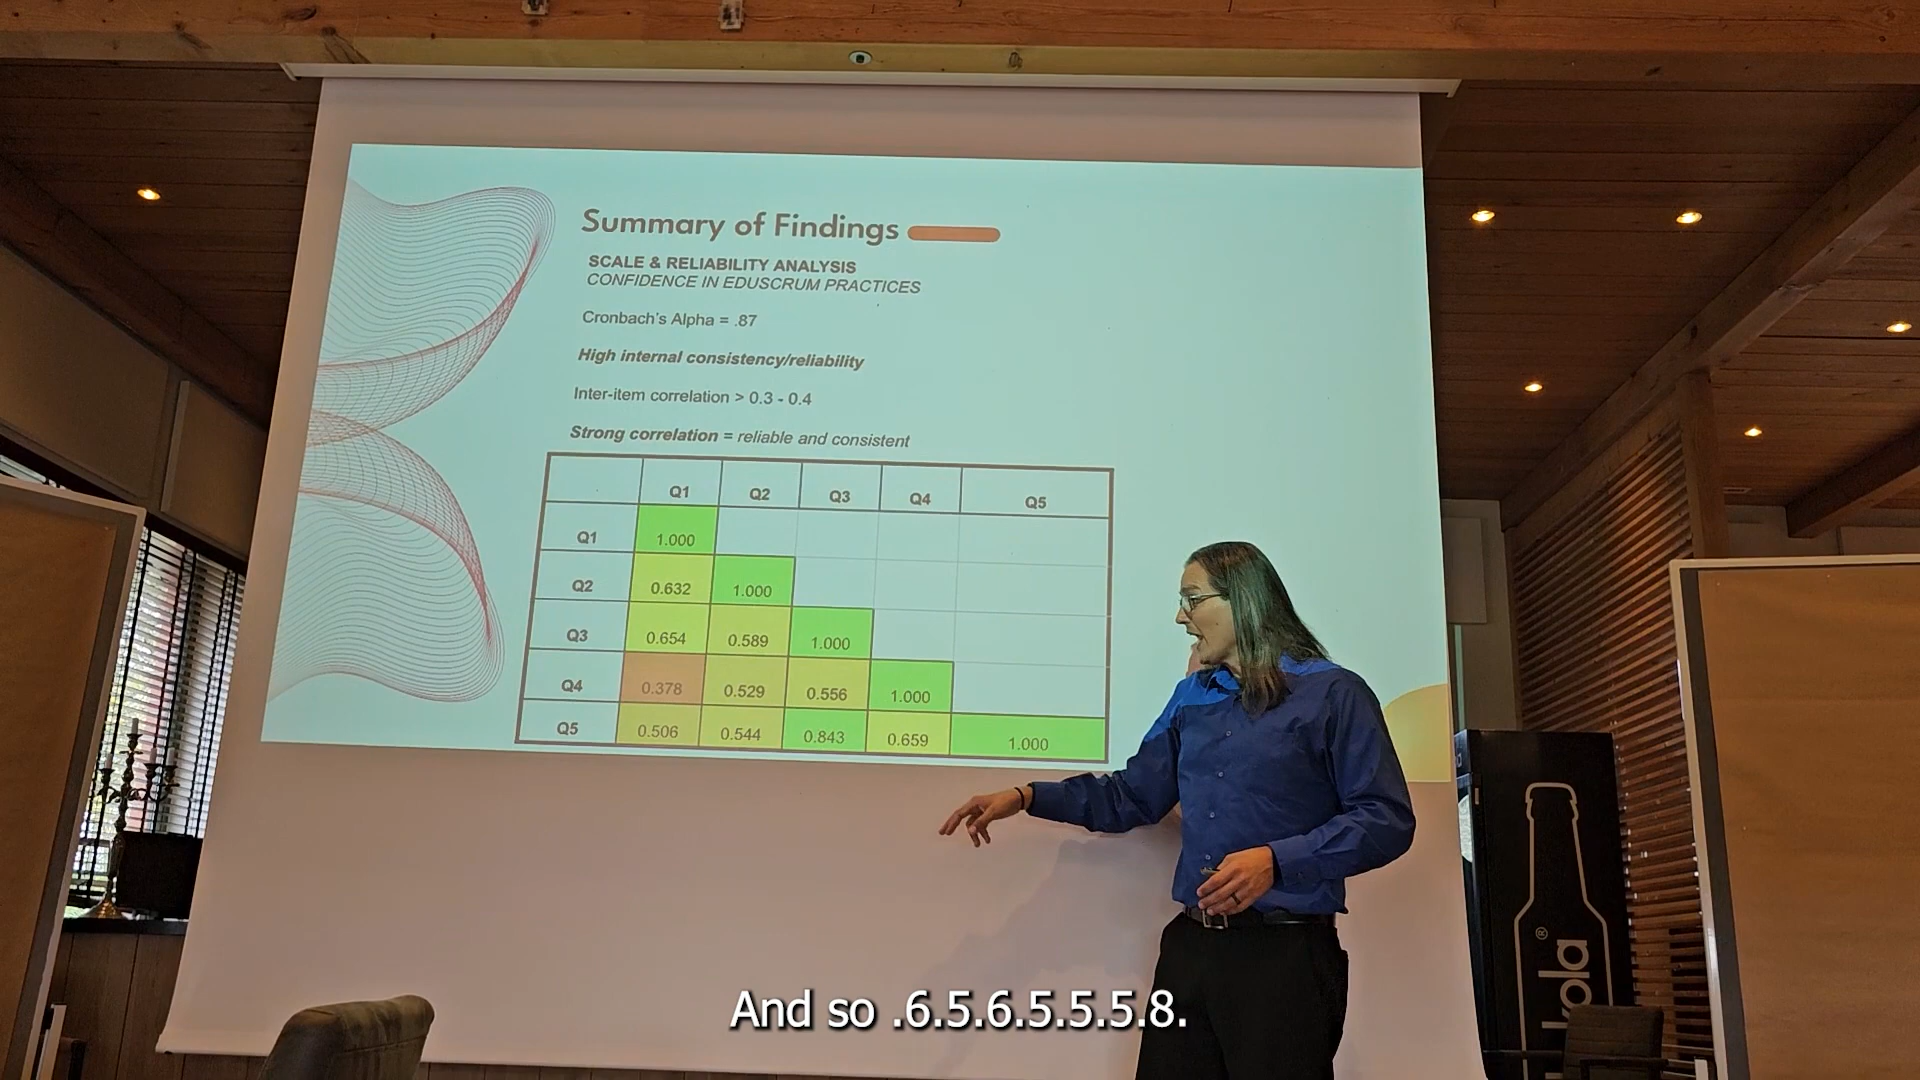 Summary of Findings
SCALE & RELIABILITY ANALYSIS
CONFIDENCE IN EDUSCRUM PRACTICES
Cronbach's Alpha = .87
High internal consistency/reliability
Inter-item correlation > 0.3 - 0.4
Strong correlation = reliable and consistent
Q1 Q2 Q3 Q4 Q5
Q1 1.000
Q2 0.632 1.000
Q3 0.654 0.589 1.000
Q4 0.378 0.529 0.556 1.000
Q5 0.506 0.544 0.843 0.659 1.000
And so .6.5.6.5.5.5.8.